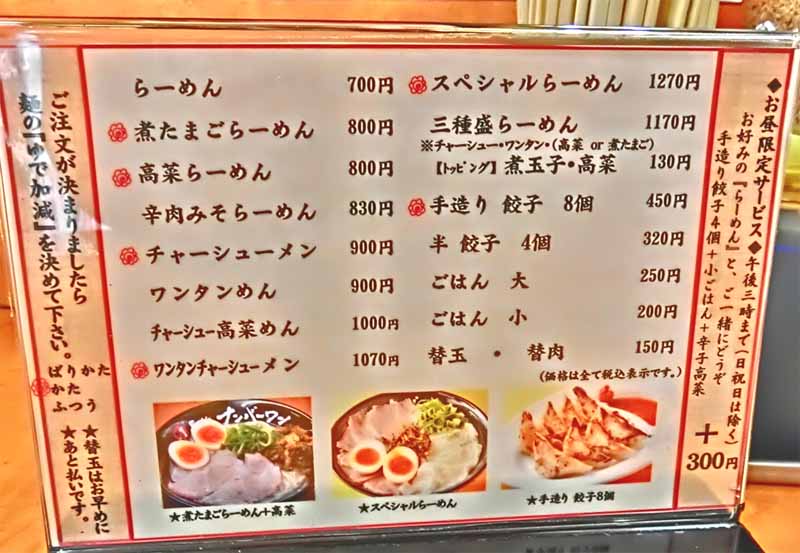 ご注文が決まりましたら
麺の『ゆで加減』を決めて下さい。
ばりかた
かた
ふつう
★替玉はお早めに
★あと払いです。
らーめん 700円
煮たまごらーめん 800円
高菜らーめん 800円
辛肉みそらーめん 830円
チャーシューメン 900円
ワンタンめん 900円
チャーシュー高菜めん 1000円
ワンタンチャーシューメン 1070円
スペシャルらーめん 1270円
三種盛らーめん 1170円
※チャーシュー・ワンタン・(高菜 or 煮たまご)
【トッピング】煮玉子・高菜 130円
手造り 餃子 8個 450円
半 餃子 4個 320円
ごはん 大 250円
ごはん 小 200円
替玉 ・ 替肉 150円
(価格は全て税込表示です。)
ナンバーワン
★煮たまごらーめん+高菜
★スペシャルらーめん
★手造り 餃子8個
◆お昼限定サービス◆午後三時まで(日祝日は除く)
お好みの『らーめん』と、ご一緒にどうぞ
手造り餃子4個+小ごはん+辛子高菜
+
300円